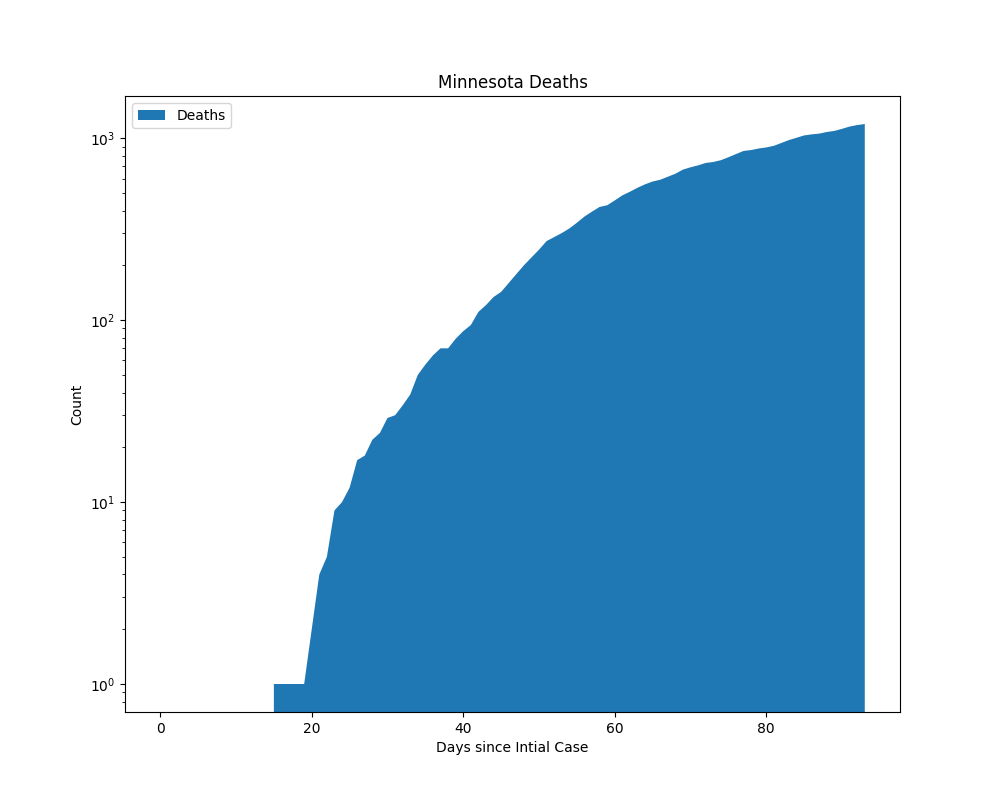 Minnesota Deaths
Deaths
10³
10²
10¹
10⁰
Count
0 20 40 60 80
Days since Intial Case